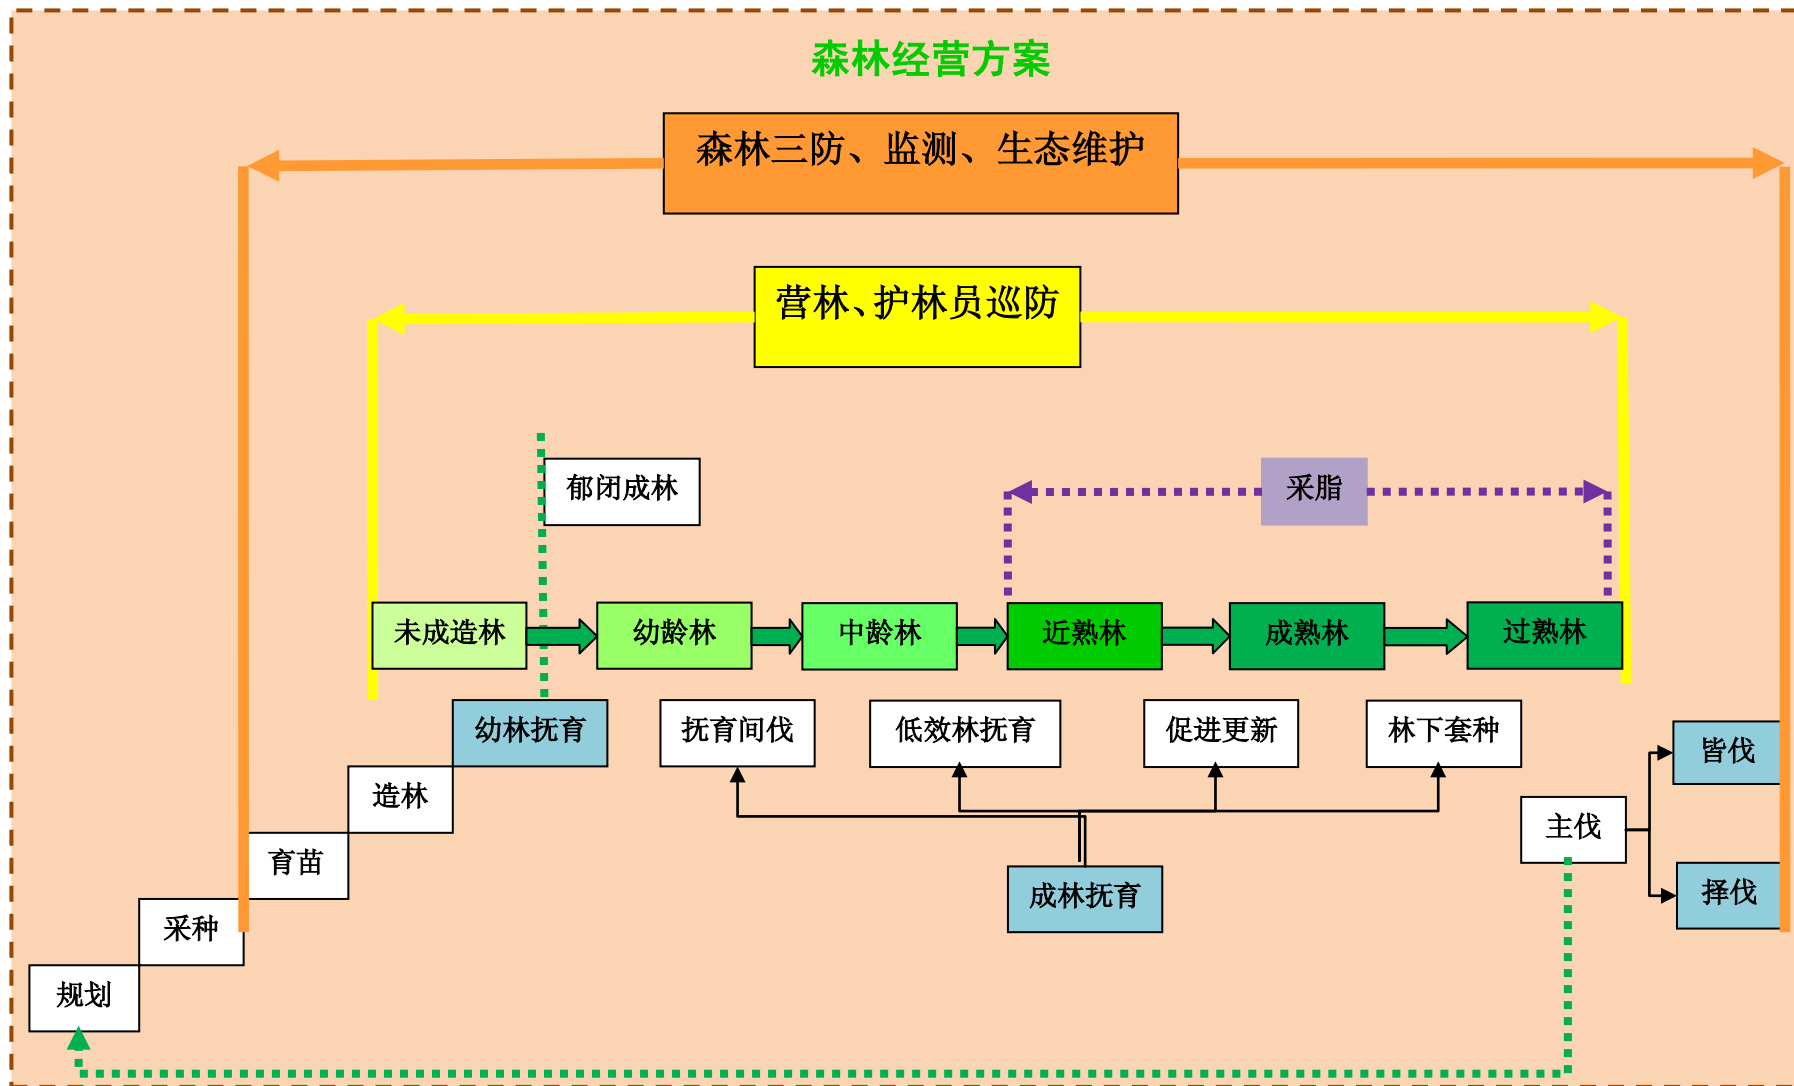 森林经营方案
森林三防、监测、生态维护
营林、护林员巡防
郁闭成林
采脂
未成造林
幼龄林
中龄林
近熟林
成熟林
过熟林
幼林抚育
抚育间伐
低效林抚育
促进更新
林下套种
皆伐
造林
主伐
育苗
成林抚育
择伐
采种
规划